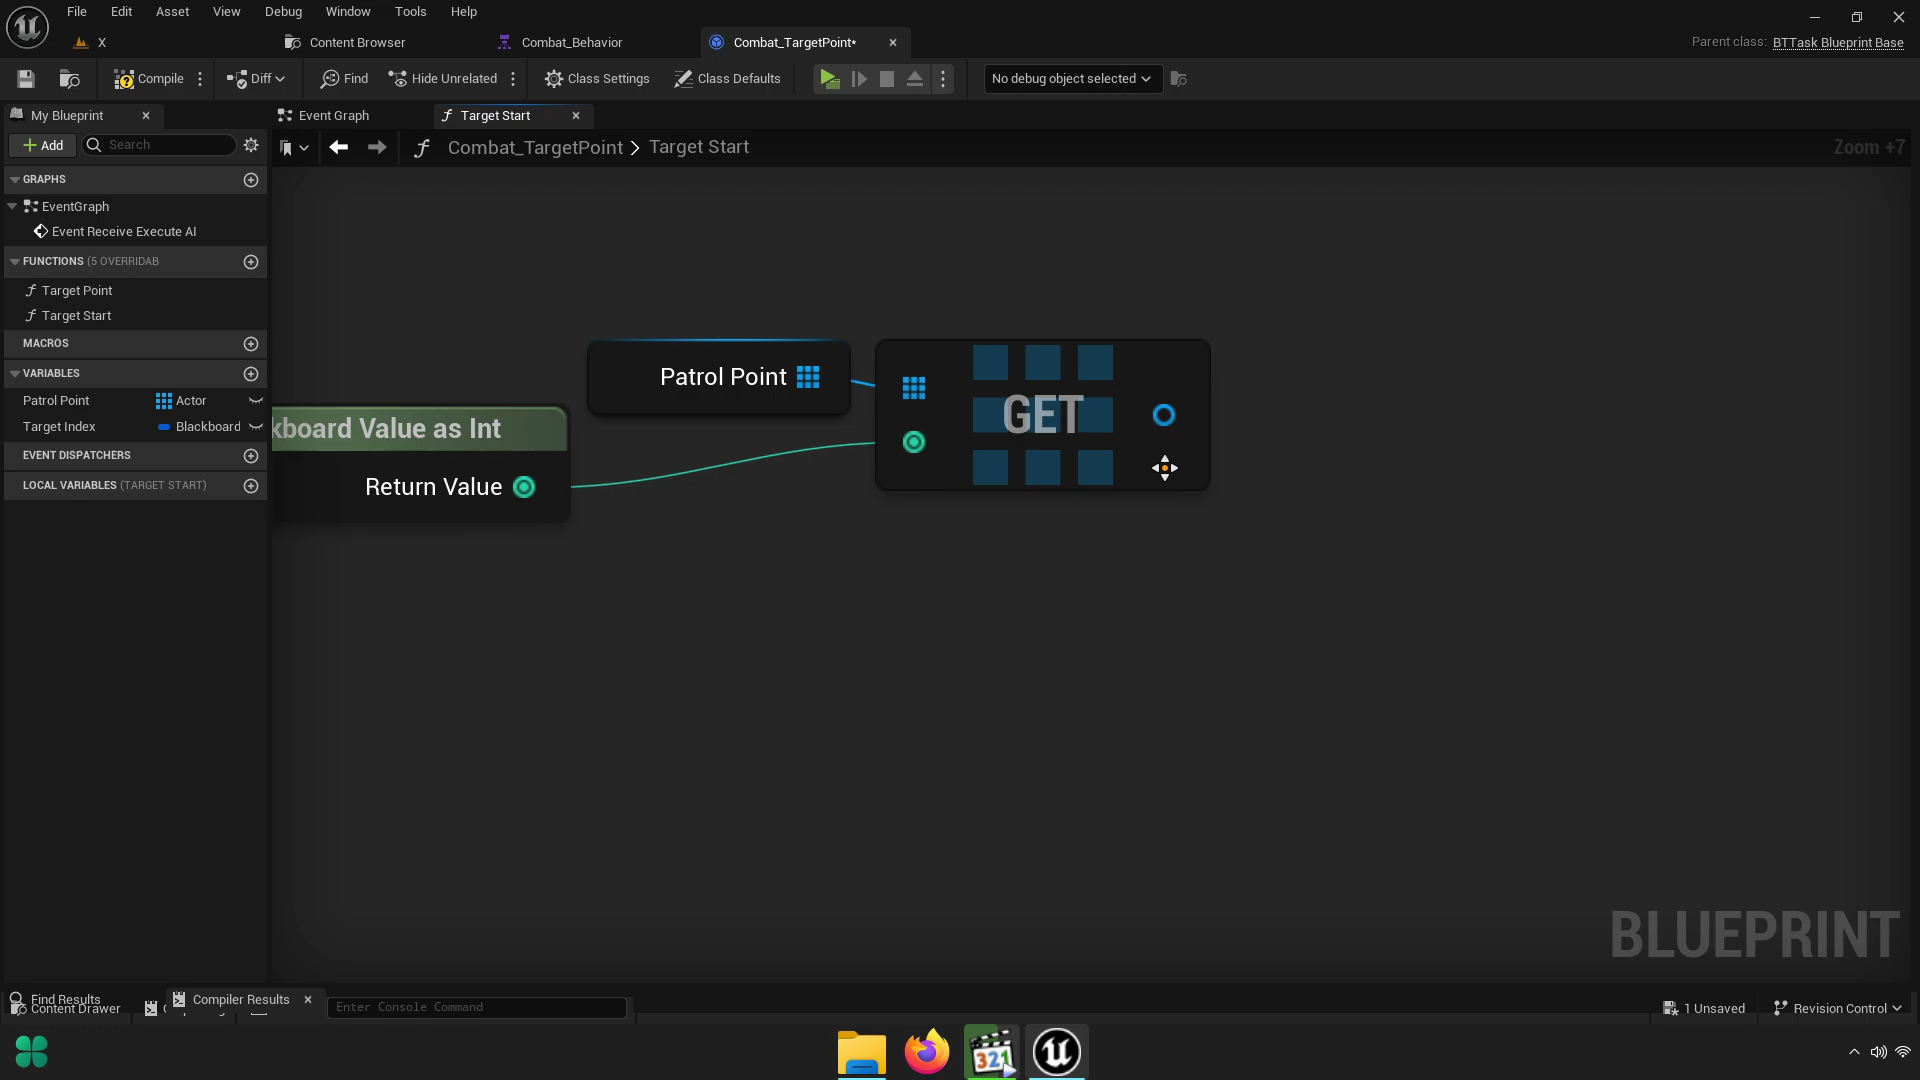 File Edit Asset View Debug Window Tools Help
X Content Browser Combat_Behavior Combat_TargetPoint* Parent class: BTTask Blueprint Base
Compile Diff Find Hide Unrelated Class Settings Class Defaults No debug object selected
My Blueprint Event Graph Target Start
Add Search Combat_TargetPoint > Target Start Zoom +7
GRAPHS
EventGraph
Event Receive Execute AI
FUNCTIONS (5 OVERRIDAB
Target Point
Target Start
MACROS
VARIABLES
Patrol Point Actor
Target Index Blackboard
EVENT DISPATCHERS
LOCAL VARIABLES (TARGET START)
Patrol Point
GET
kboard Value as Int
Return Value
BLUEPRINT
Find Results Compiler Results
Content Drawer Enter Console Command 1 Unsaved Revision Control
321